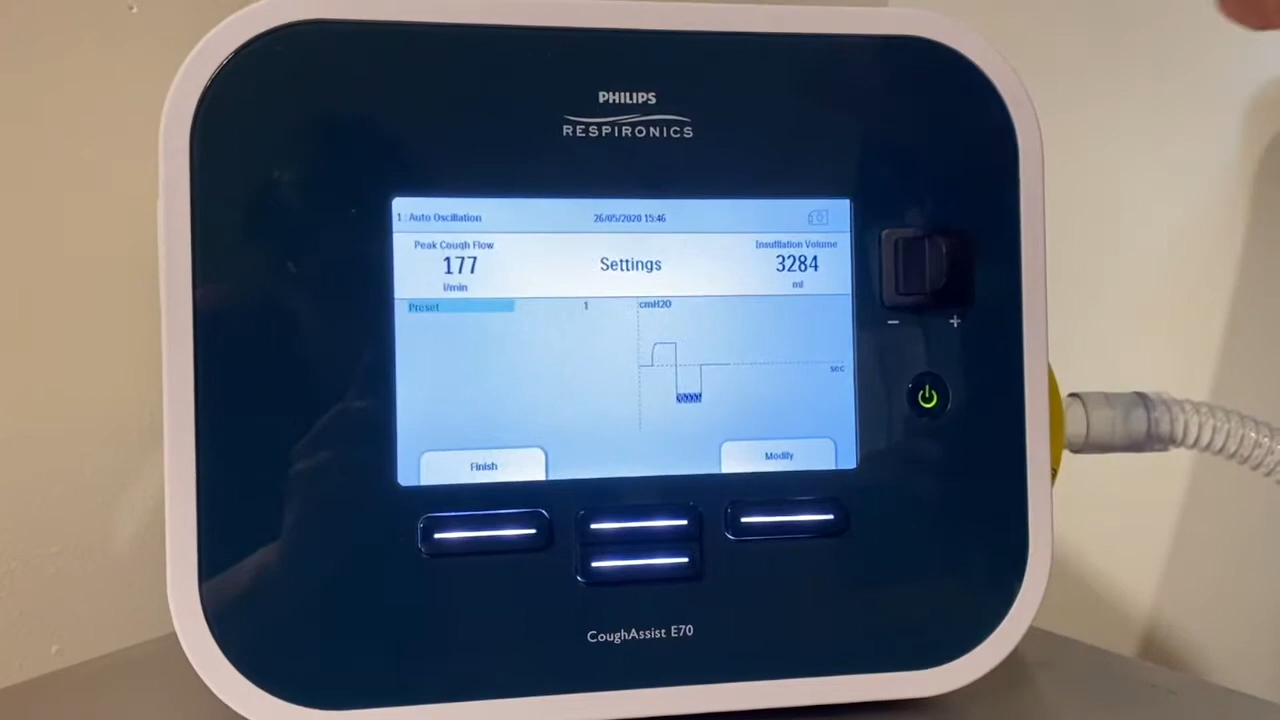 PHILIPS
RESPIRONICS
1 : Auto Oscillation 26/05/2020 15:46
Peak Cough Flow Insufflation Volume
177 Settings 3284
l/min ml
Preset 1 cmH2O
sec
Finish Modify
− +
CoughAssist E70